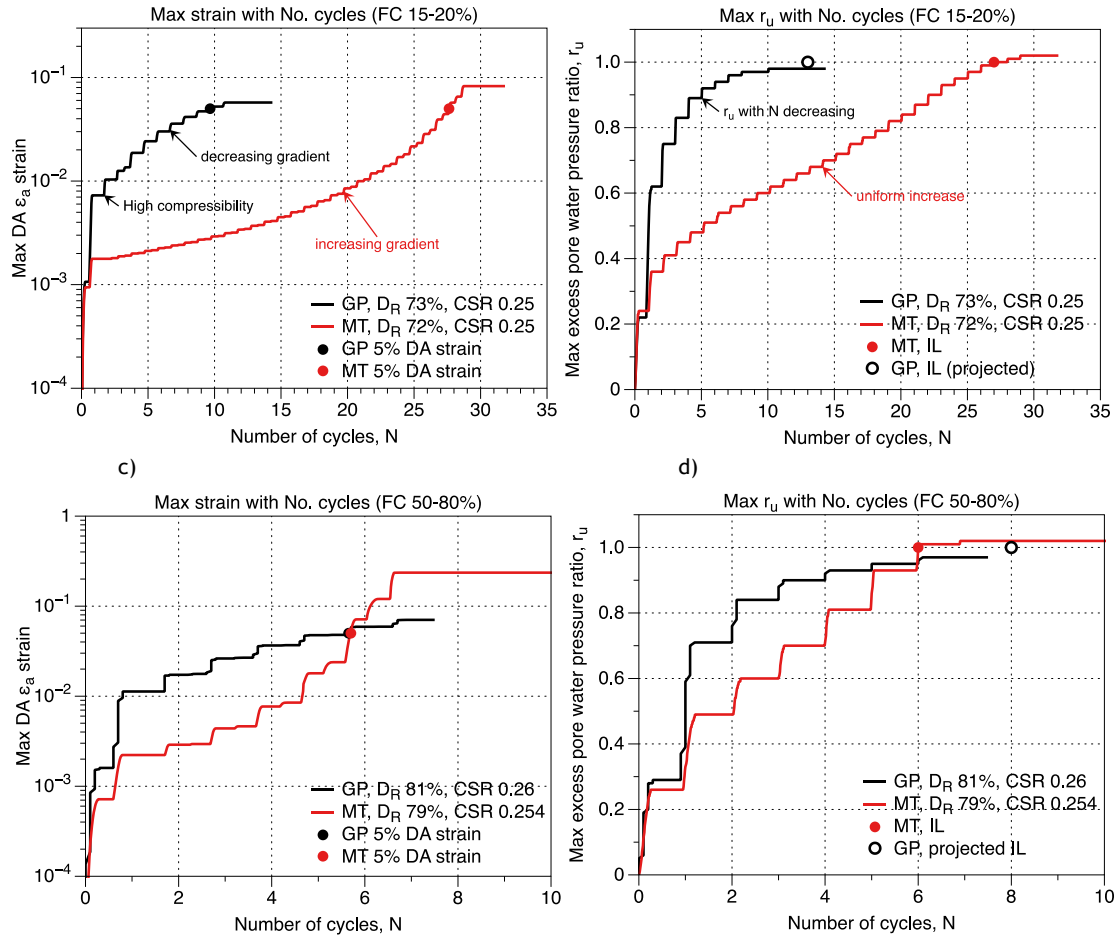 Max strain with No. cycles (FC 15-20%)
Max DA εa strain
10⁻¹
10⁻²
10⁻³
10⁻⁴
decreasing gradient
High compressibility
increasing gradient
GP, DR 73%, CSR 0.25
MT, DR 72%, CSR 0.25
GP 5% DA strain
MT 5% DA strain
0 5 10 15 20 25 30 35
Number of cycles, N
Max ru with No. cycles (FC 15-20%)
Max excess pore water pressure ratio, ru
1.0
0.8
0.6
0.4
0.2
0
ru with N decreasing
uniform increase
GP, DR 73%, CSR 0.25
MT, DR 72%, CSR 0.25
MT, IL
GP, IL (projected)
0 5 10 15 20 25 30 35
Number of cycles, N
c)
Max strain with No. cycles (FC 50-80%)
Max DA εa strain
1
10⁻¹
10⁻²
10⁻³
10⁻⁴
GP, DR 81%, CSR 0.26
MT, DR 79%, CSR 0.254
GP 5% DA strain
MT 5% DA strain
0 2 4 6 8 10
Number of cycles, N
d)
Max ru with No. cycles (FC 50-80%)
Max excess pore water pressure ratio, ru
1.0
0.8
0.6
0.4
0.2
0
GP, DR 81%, CSR 0.26
MT, DR 79%, CSR 0.254
MT, IL
GP, projected IL
0 2 4 6 8 10
Number of cycles, N